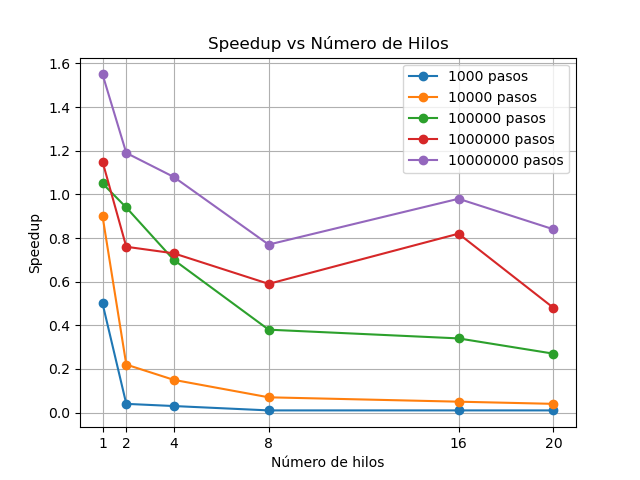 Speedup vs Número de Hilos
1.6
1.4
1.2
1.0
0.8
0.6
0.4
0.2
0.0
Speedup
1000 pasos
10000 pasos
100000 pasos
1000000 pasos
10000000 pasos
1 2 4 8 16 20
Número de hilos